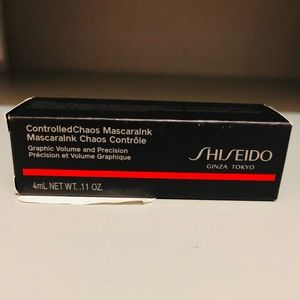 ControlledChaos MascaraInk
MascaraInk Chaos Contrôle
Graphic Volume and Precision
Précision et Volume Graphique
4mL NET WT. .11 OZ.
SHISEIDO
GINZA TOKYO